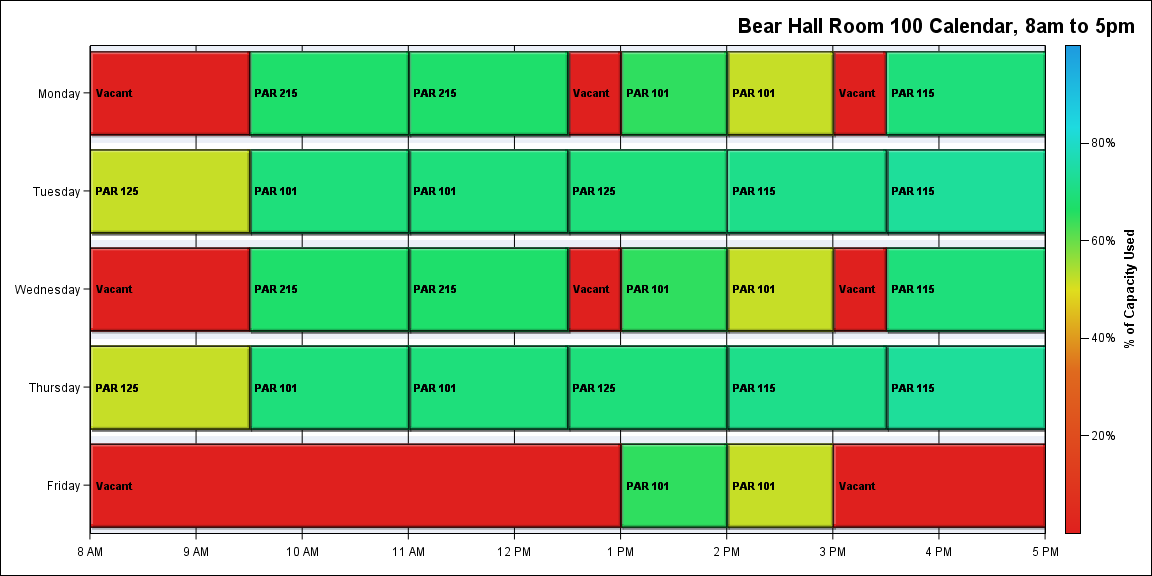 Bear Hall Room 100 Calendar, 8am to 5pm
Monday
Vacant
PAR 215
PAR 215
Vacant
PAR 101
PAR 101
Vacant
PAR 115
Tuesday
PAR 125
PAR 101
PAR 101
PAR 125
PAR 115
PAR 115
Wednesday
Vacant
PAR 215
PAR 215
Vacant
PAR 101
PAR 101
Vacant
PAR 115
Thursday
PAR 125
PAR 101
PAR 101
PAR 125
PAR 115
PAR 115
Friday
Vacant
PAR 101
PAR 101
Vacant
8 AM
9 AM
10 AM
11 AM
12 PM
1 PM
2 PM
3 PM
4 PM
5 PM
80%
60%
40%
20%
% of Capacity Used